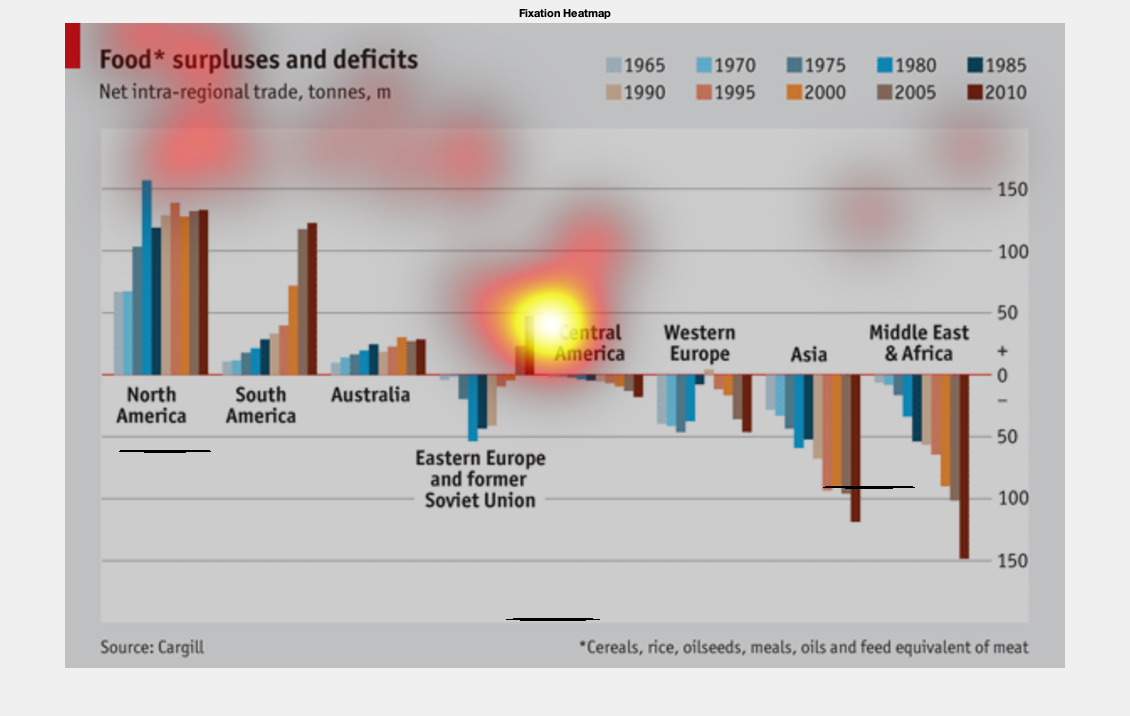 Fixation Heatmap
Food* surpluses and deficits
Net intra-regional trade, tonnes, m
1965 1970 1975 1980 1985
1990 1995 2000 2005 2010
150
100
50
+
0
−
50
100
150
North
America
South
America
Australia
Eastern Europe
and former
Soviet Union
Central
America
Western
Europe
Asia
Middle East
& Africa
Source: Cargill
*Cereals, rice, oilseeds, meals, oils and feed equivalent of meat